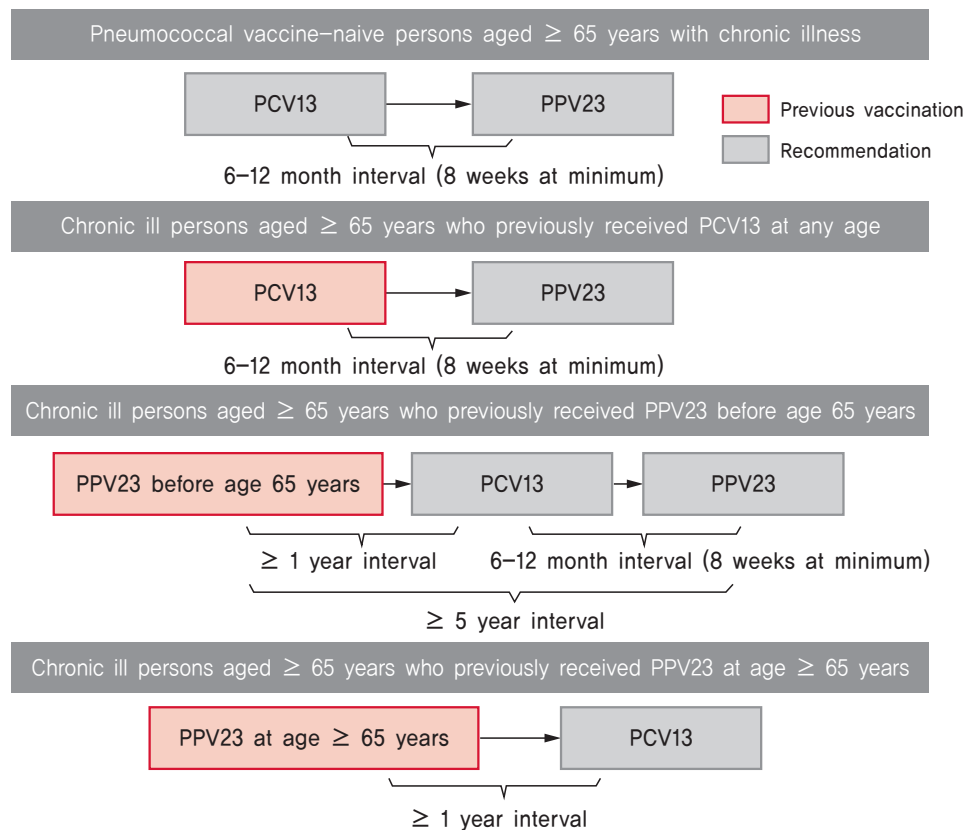 Pneumococcal vaccine–naive persons aged ≥ 65 years with chronic illness
PCV13
PPV23
Previous vaccination
Recommendation
6–12 month interval (8 weeks at minimum)
Chronic ill persons aged ≥ 65 years who previously received PCV13 at any age
PCV13
PPV23
6–12 month interval (8 weeks at minimum)
Chronic ill persons aged ≥ 65 years who previously received PPV23 before age 65 years
PPV23 before age 65 years
PCV13
PPV23
≥ 1 year interval
6–12 month interval (8 weeks at minimum)
≥ 5 year interval
Chronic ill persons aged ≥ 65 years who previously received PPV23 at age ≥ 65 years
PPV23 at age ≥ 65 years
PCV13
≥ 1 year interval